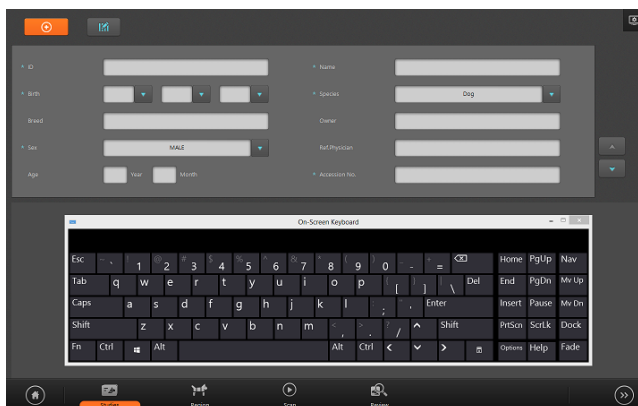 * ID
* Name
* Birth
* Species Dog
Breed
Owner
* Sex MALE
Ref.Physician
Age Year Month
* Accession No.
On-Screen Keyboard
Esc ~ ` ! 1 @ 2 # 3 $ 4 % 5 ^ 6 & 7 * 8 ( 9 ) 0 _ - + = Home PgUp Nav
Tab q w e r t y u i o p { [ } ] | \ Del End PgDn Mv Up
Caps a s d f g h j k l : ; " ' Enter Insert Pause Mv Dn
Shift z x c v b n m < , > . ? / Shift PrtScn ScrLk Dock
Fn Ctrl Alt Alt Ctrl Options Help Fade
Studies Region Scan Review